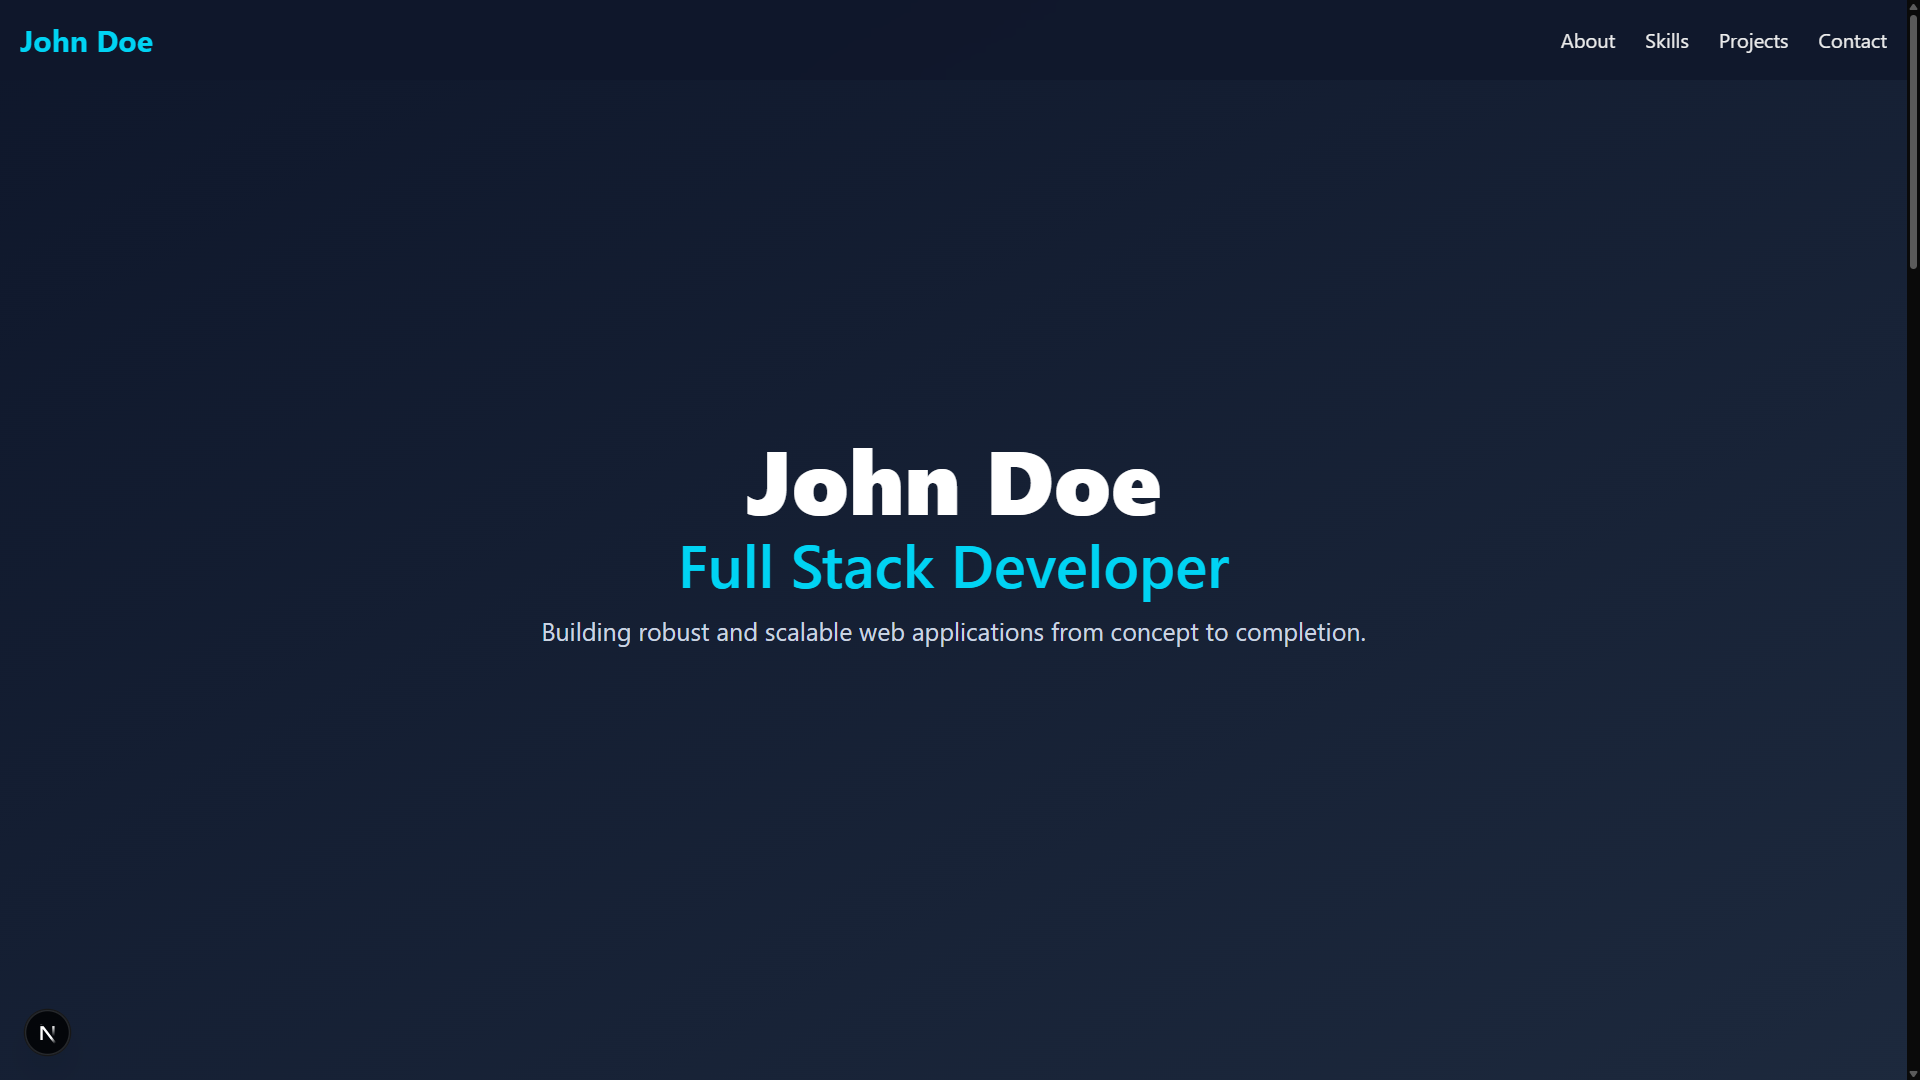 John Doe
About Skills Projects Contact
John Doe
Full Stack Developer
Building robust and scalable web applications from concept to completion.
N